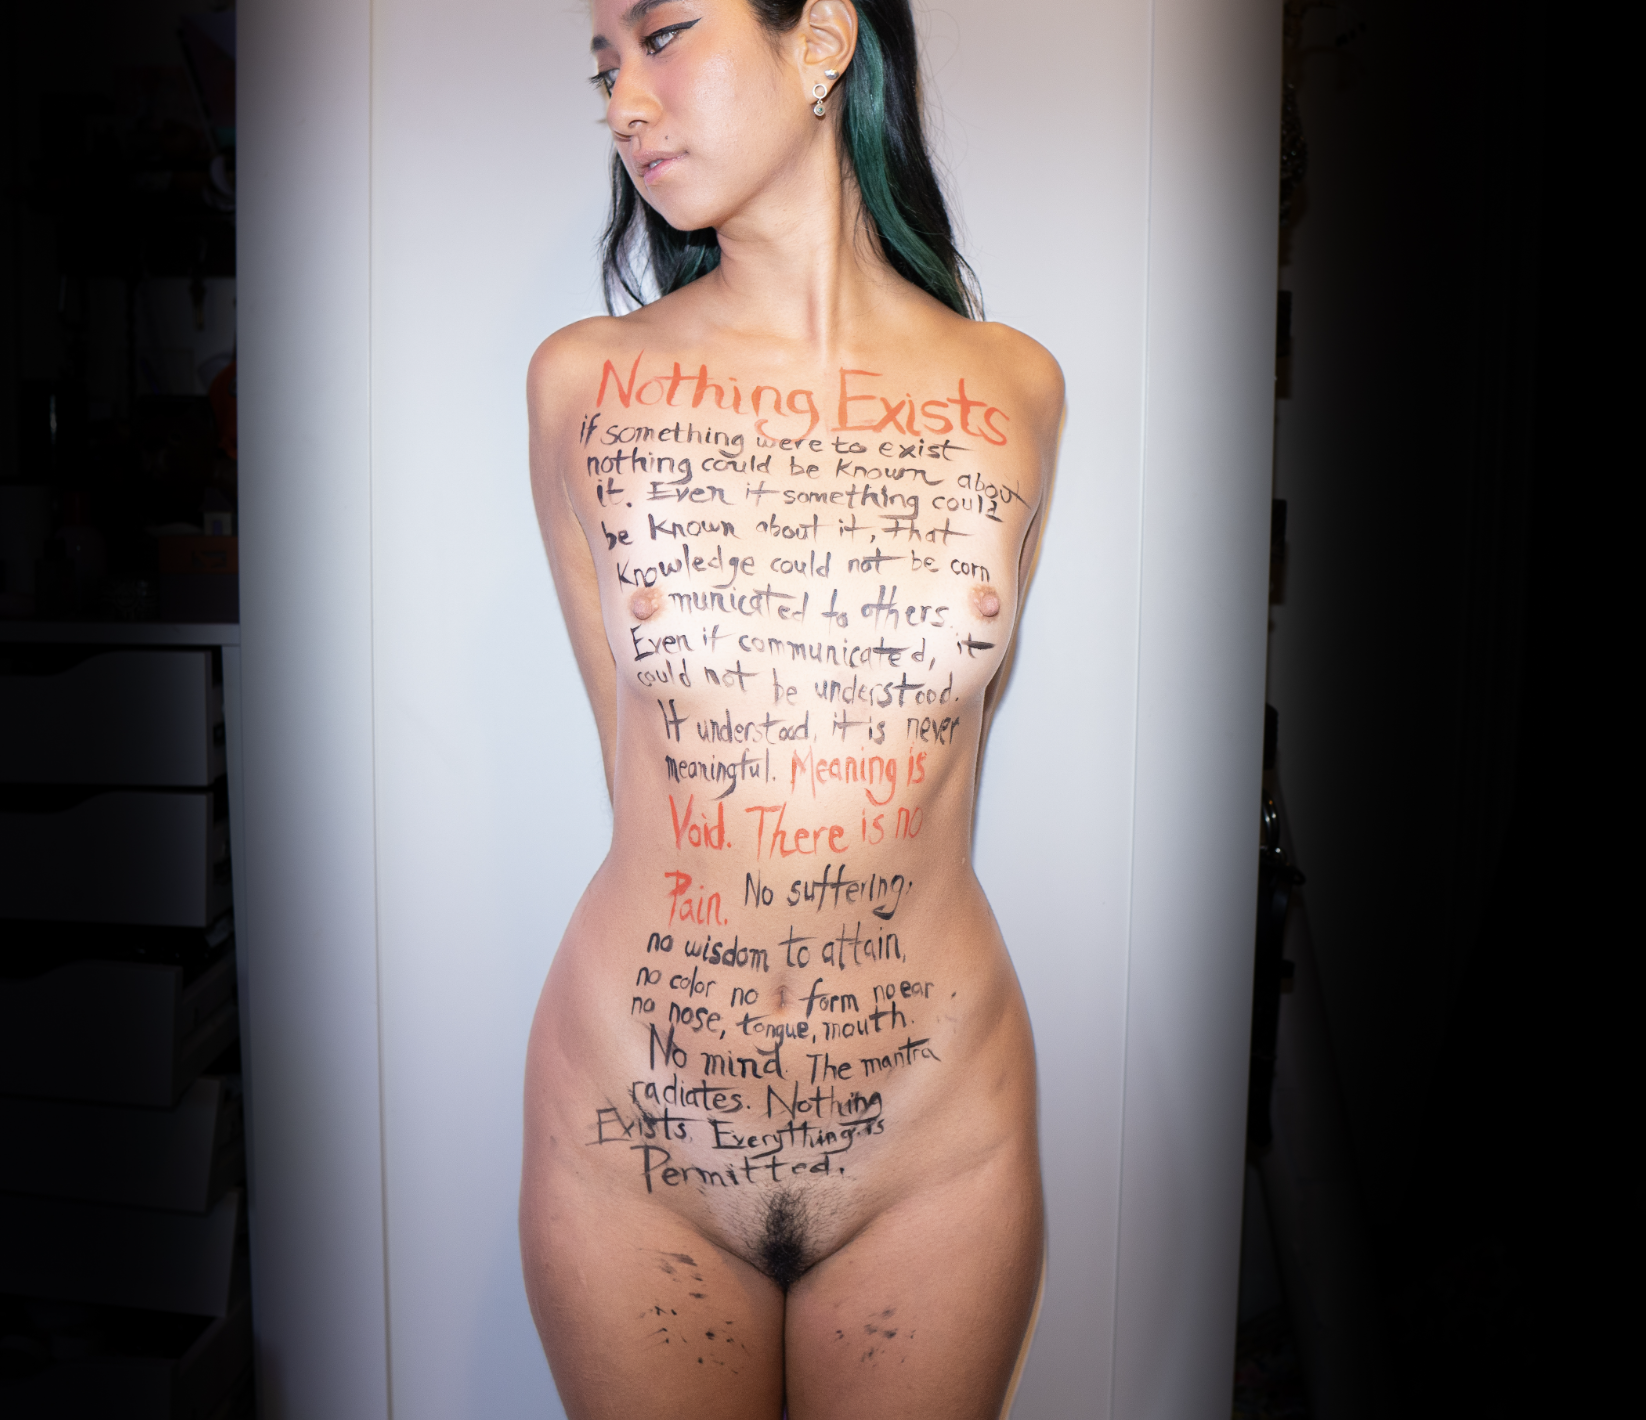 Nothing Exists
if something were to exist
nothing could be known about
it. Even if something could
be known about it, that
knowledge could not be com
municated to others.
Even if communicated, it
could not be understood.
If understood, it is never
meaningful. Meaning is
Void. There is no
Pain. No suffering,
no wisdom to attain,
no color no form no ear
no nose, tongue, mouth.
No mind. The mantra
radiates. Nothing
Exists. Everything is
Permitted.